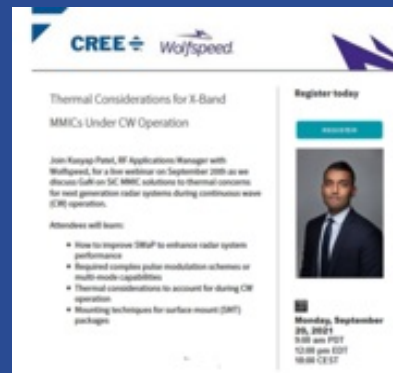 CREE
Wolfspeed.
Thermal Considerations for X-Band
MMICs Under CW Operation
Join Kasyap Patel, RF Applications Manager with
Wolfspeed, for a live webinar on September 20th as we
discuss GaN on SiC MMIC solutions to thermal concerns
for next generation radar systems during continuous wave
(CW) operation.
Attendees will learn:
• How to improve SWaP to enhance radar system
performance
• Required complex pulse modulation schemes or
multi-mode capabilities
• Thermal considerations to account for during CW
operation
• Mounting techniques for surface mount (SMT)
packages
Register today
REGISTER
Monday, September
20, 2021
9:00 am PDT
12:00 pm EDT
18:00 CEST